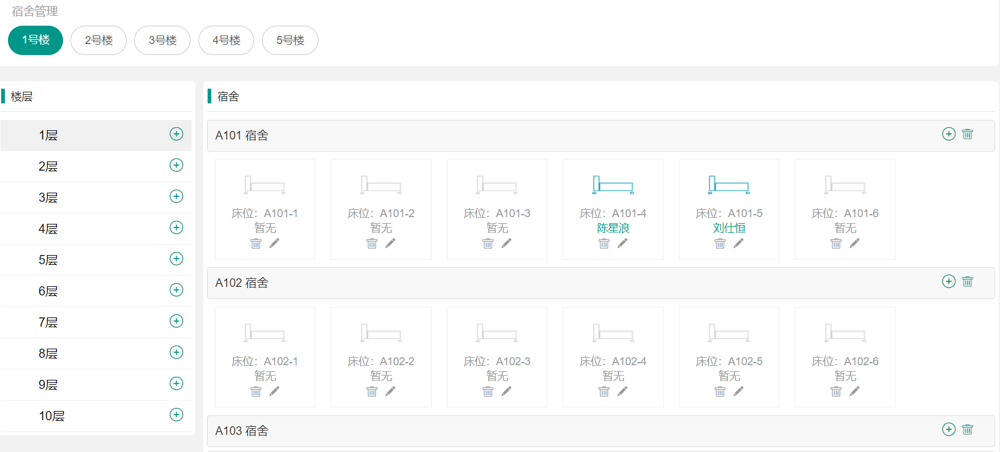 宿舍管理
1号楼 2号楼 3号楼 4号楼 5号楼
楼层
1层
2层
3层
4层
5层
6层
7层
8层
9层
10层
宿舍
A101 宿舍
床位：A101-1 床位：A101-2 床位：A101-3 床位：A101-4 床位：A101-5 床位：A101-6
暂无 暂无 暂无 陈星浪 刘仕恒 暂无
A102 宿舍
床位：A102-1 床位：A102-2 床位：A102-3 床位：A102-4 床位：A102-5 床位：A102-6
暂无 暂无 暂无 暂无 暂无 暂无
A103 宿舍